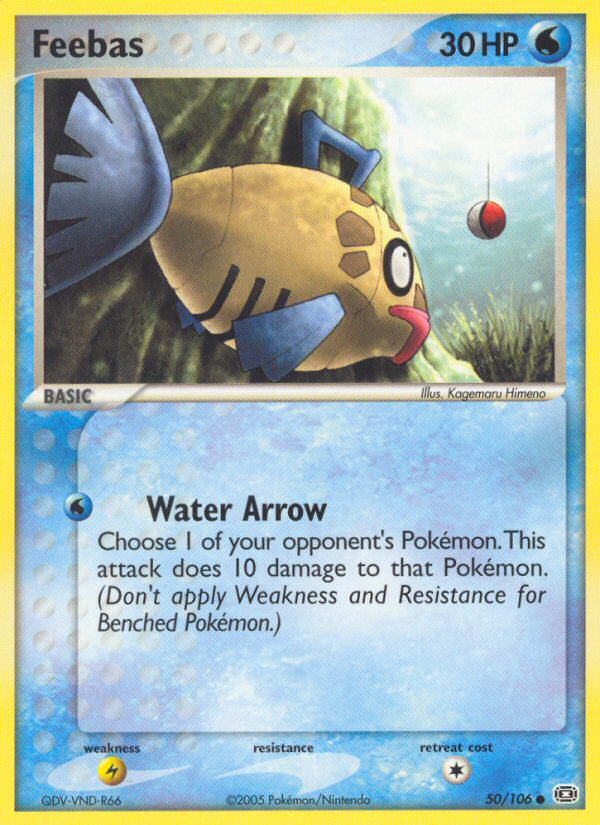 Feebas 30 HP
BASIC
Illus. Kagemaru Himeno
Water Arrow
Choose 1 of your opponent's Pokémon. This
attack does 10 damage to that Pokémon.
(Don't apply Weakness and Resistance for
Benched Pokémon.)
weakness resistance retreat cost
QDV-VND-R66 ©2005 Pokémon/Nintendo 50/106